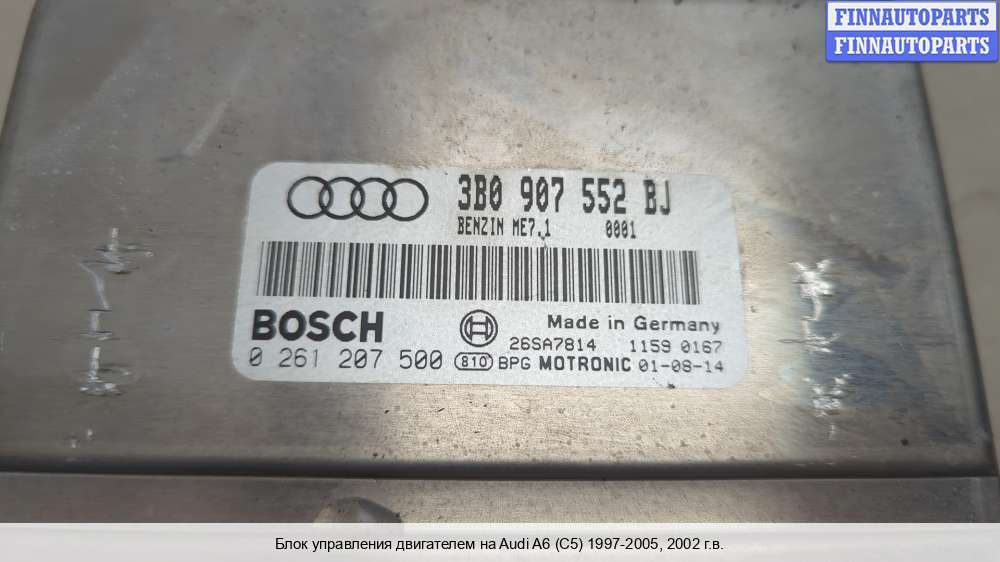 FINNAUTOPARTS
FINNAUTOPARTS
3B0 907 552 BJ
BENZIN ME7.1 0001
BOSCH
Made in Germany
26SA7814 1159 0167
0 261 207 500 810 BPG MOTRONIC 01-08-14
Блок управления двигателем на Audi A6 (C5) 1997-2005, 2002 г.в.